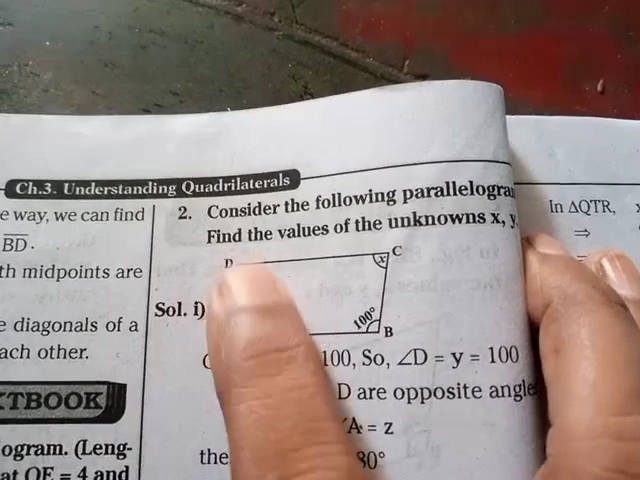 Ch.3. Understanding Quadrilaterals
e way, we can find
BD.
th midpoints are
e diagonals of a
ach other.
TBOOK
ogram. (Leng-
at OE = 4 and
2. Consider the following parallelogra
Find the values of the unknowns x, y
D
C
x
Sol. i)
100°
B
100, So, ∠D = y = 100
D are opposite angle
A = z
the
80°
In ΔQTR,
⇒
=